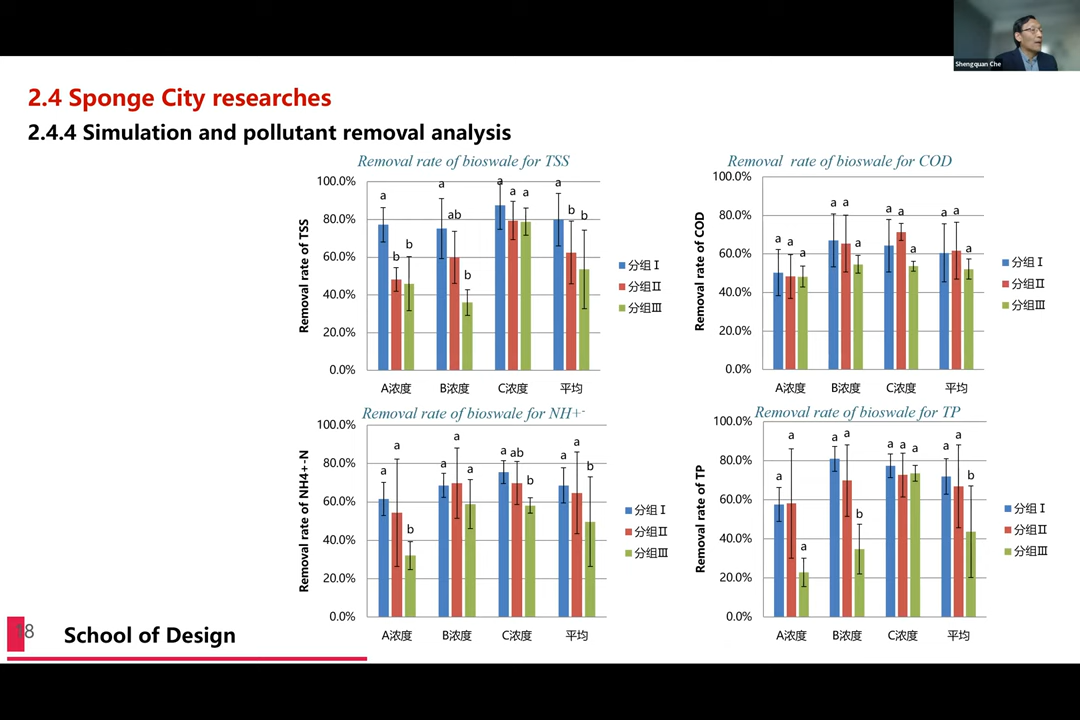 Shengquan Che
2.4 Sponge City researches
2.4.4 Simulation and pollutant removal analysis
Removal rate of bioswale for TSS
Removal rate of TSS
100.0%
80.0%
60.0%
40.0%
20.0%
0.0%
a
b
b
a
ab
b
a
a
a
a
b
b
A浓度
B浓度
C浓度
平均
分组Ⅰ
分组Ⅱ
分组Ⅲ
Removal rate of bioswale for COD
Removal rate of COD
100.0%
80.0%
60.0%
40.0%
20.0%
0.0%
a
a
a
a
a
a
a
a
a
a
a
a
A浓度
B浓度
C浓度
平均
分组Ⅰ
分组Ⅱ
分组Ⅲ
Removal rate of bioswale for NH+-
Removal rate of NH4+-N
100.0%
80.0%
60.0%
40.0%
20.0%
0.0%
a
a
b
a
a
a
a
ab
b
a
a
b
A浓度
B浓度
C浓度
平均
分组Ⅰ
分组Ⅱ
分组Ⅲ
Removal rate of bioswale for TP
Removal rate of TP
100.0%
80.0%
60.0%
40.0%
20.0%
0.0%
a
a
a
a
a
b
a
a
a
a
a
b
A浓度
B浓度
C浓度
平均
分组Ⅰ
分组Ⅱ
分组Ⅲ
18
School of Design